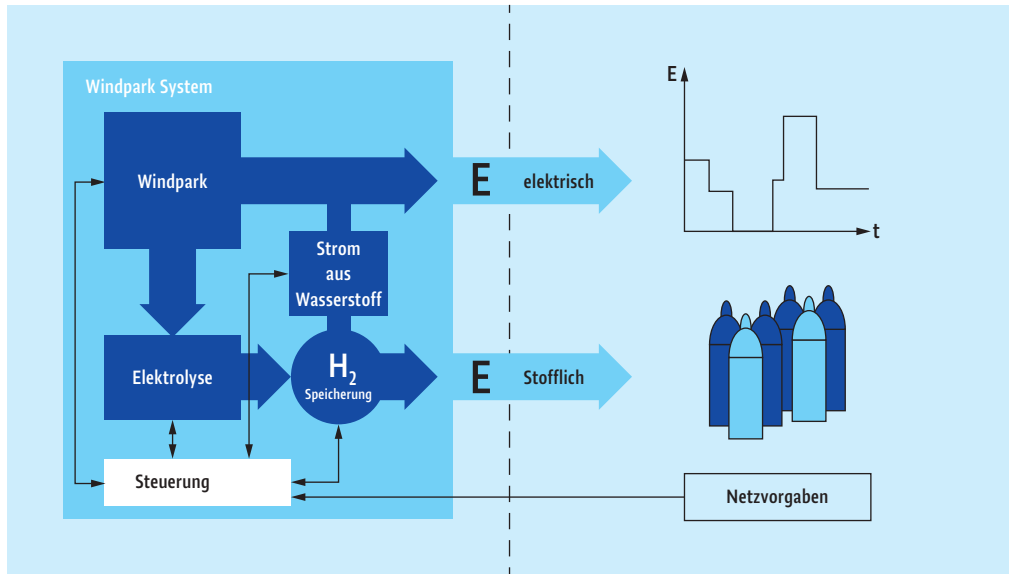 Windpark System
Windpark
E elektrisch
E
t
Strom
aus
Wasserstoff
Elektrolyse
H₂
Speicherung
E Stofflich
Steuerung
Netzvorgaben